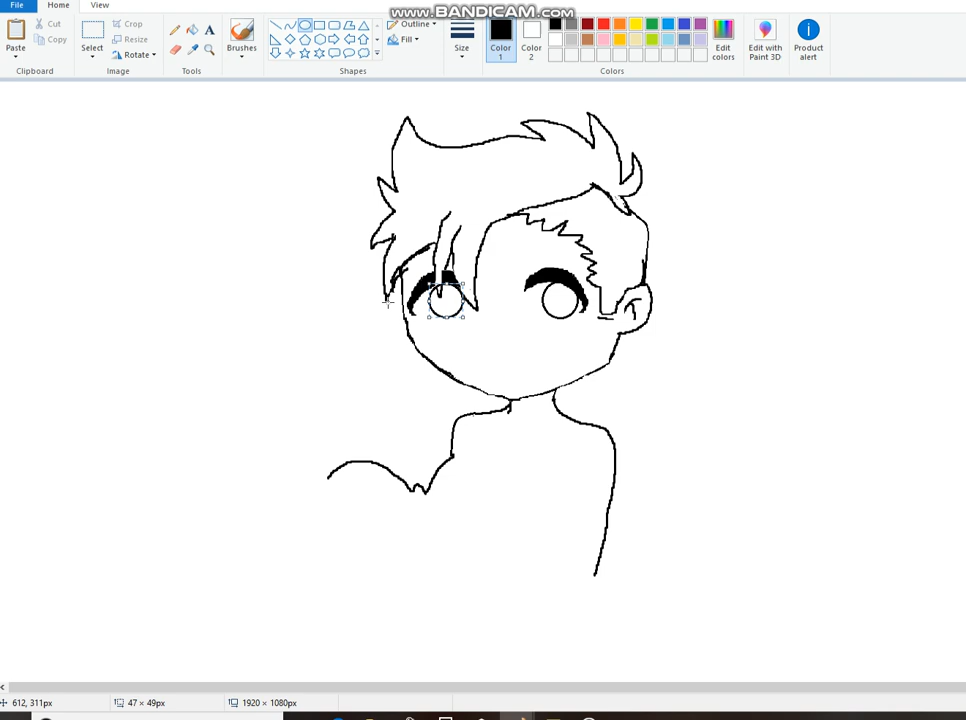 www.BANDICAM.com
File Home View
Paste Cut Copy
Clipboard
Select Crop Resize Rotate
Image
A
Tools
Brushes
Outline Fill
Shapes
Size
Color 1 Color 2
Edit colors
Colors
Edit with Paint 3D
Product alert
612, 311px 47 × 49px 1920 × 1080px